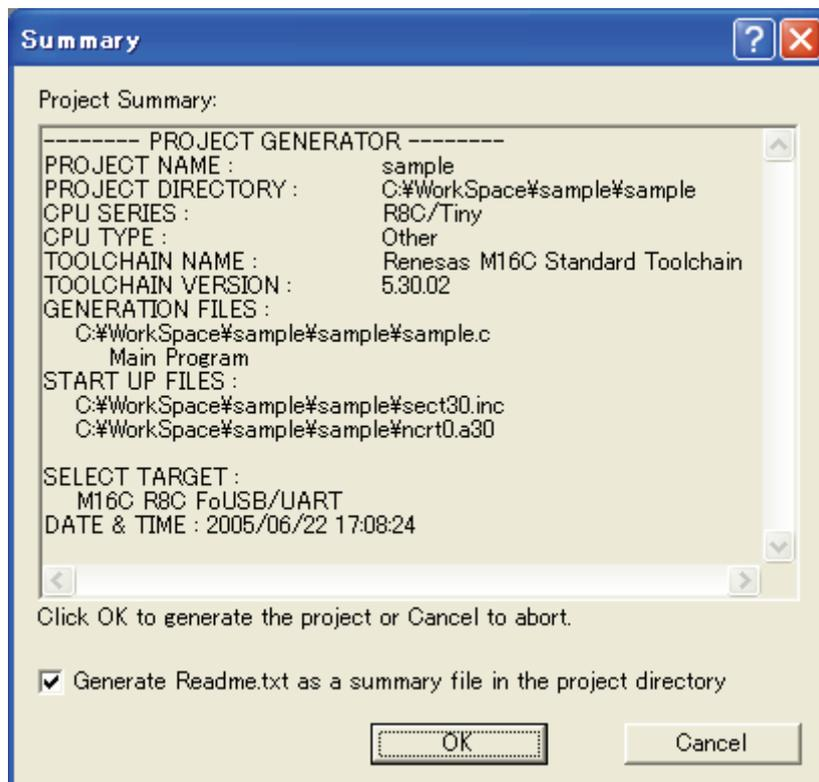 Summary
Project Summary:
-------- PROJECT GENERATOR --------
PROJECT NAME : sample
PROJECT DIRECTORY : C:¥WorkSpace¥sample¥sample
CPU SERIES : R8C/Tiny
CPU TYPE : Other
TOOLCHAIN NAME : Renesas M16C Standard Toolchain
TOOLCHAIN VERSION : 5.30.02
GENERATION FILES :
C:¥WorkSpace¥sample¥sample¥sample.c
Main Program
START UP FILES :
C:¥WorkSpace¥sample¥sample¥sect30.inc
C:¥WorkSpace¥sample¥sample¥ncrt0.a30
SELECT TARGET :
M16C R8C FoUSB/UART
DATE & TIME : 2005/06/22 17:08:24
Click OK to generate the project or Cancel to abort.
Generate Readme.txt as a summary file in the project directory
OK Cancel